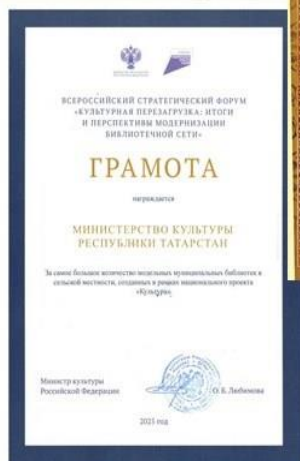 ВСЕРОССИЙСКИЙ СТРАТЕГИЧЕСКИЙ ФОРУМ
«КУЛЬТУРНАЯ ПЕРЕЗАГРУЗКА: ИТОГИ
И ПЕРСПЕКТИВЫ МОДЕРНИЗАЦИИ
БИБЛИОТЕЧНОЙ СЕТИ»
ГРАМОТА
награждается
МИНИСТЕРСТВО КУЛЬТУРЫ
РЕСПУБЛИКИ ТАТАРСТАН
За самое большое количество модельных муниципальных библиотек в
сельской местности, созданных в рамках национального проекта
«Культура»
Министр культуры
Российской Федерации
О. Б. Любимова
2021 год